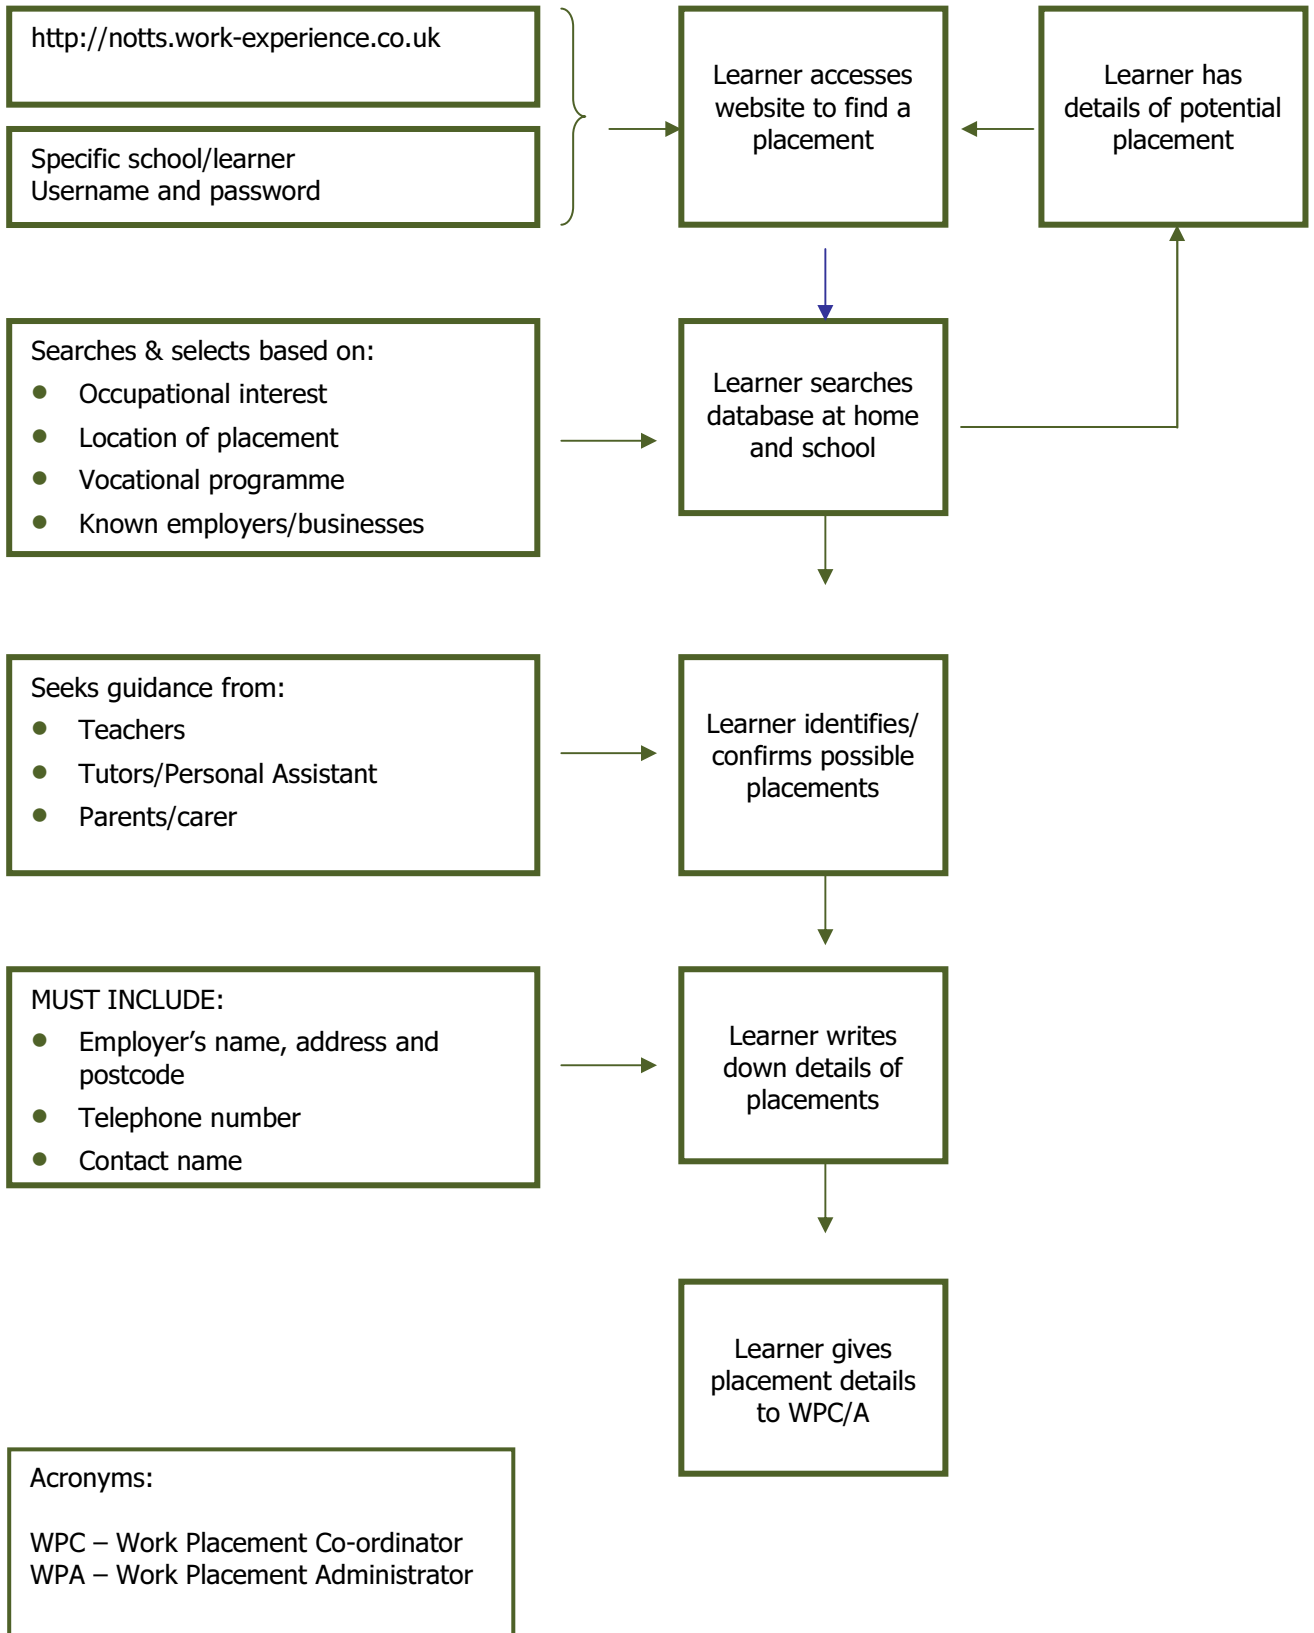 http://notts.work-experience.co.uk
Specific school/learner
Username and password
Learner accesses
website to find a
placement
Learner has
details of potential
placement
Searches & selects based on:
● Occupational interest
● Location of placement
● Vocational programme
● Known employers/businesses
Learner searches
database at home
and school
Seeks guidance from:
● Teachers
● Tutors/Personal Assistant
● Parents/carer
Learner identifies/
confirms possible
placements
MUST INCLUDE:
● Employer’s name, address and
postcode
● Telephone number
● Contact name
Learner writes
down details of
placements
Learner gives
placement details
to WPC/A
Acronyms:
WPC – Work Placement Co-ordinator
WPA – Work Placement Administrator